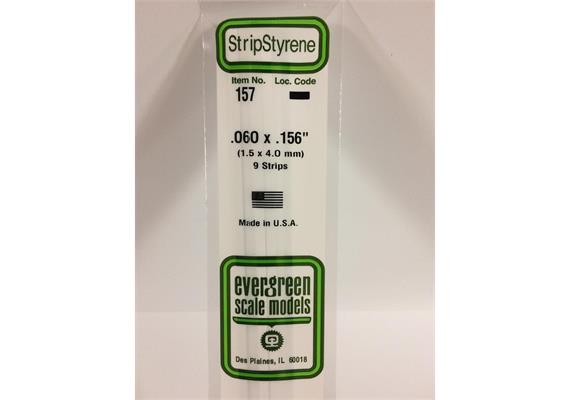 StripStyrene
Item No. Loc. Code
157
.060 x .156"
(1.5 x 4.0 mm)
9 Strips
Made in U.S.A.
evergreen
scale models
Des Plaines, IL 60018